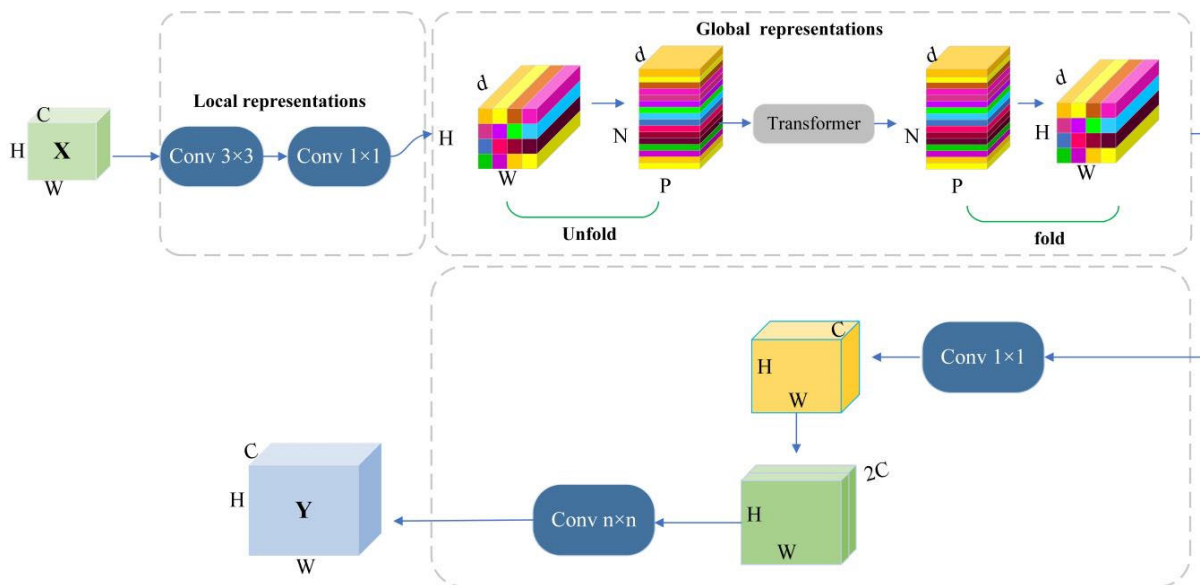 Global representations
Local representations
C
H
X
W
Conv 3×3
Conv 1×1
d
H
W
d
N
P
Unfold
Transformer
d
N
P
d
H
W
fold
Conv 1×1
C
H
W
2C
H
W
Conv n×n
C
H
Y
W